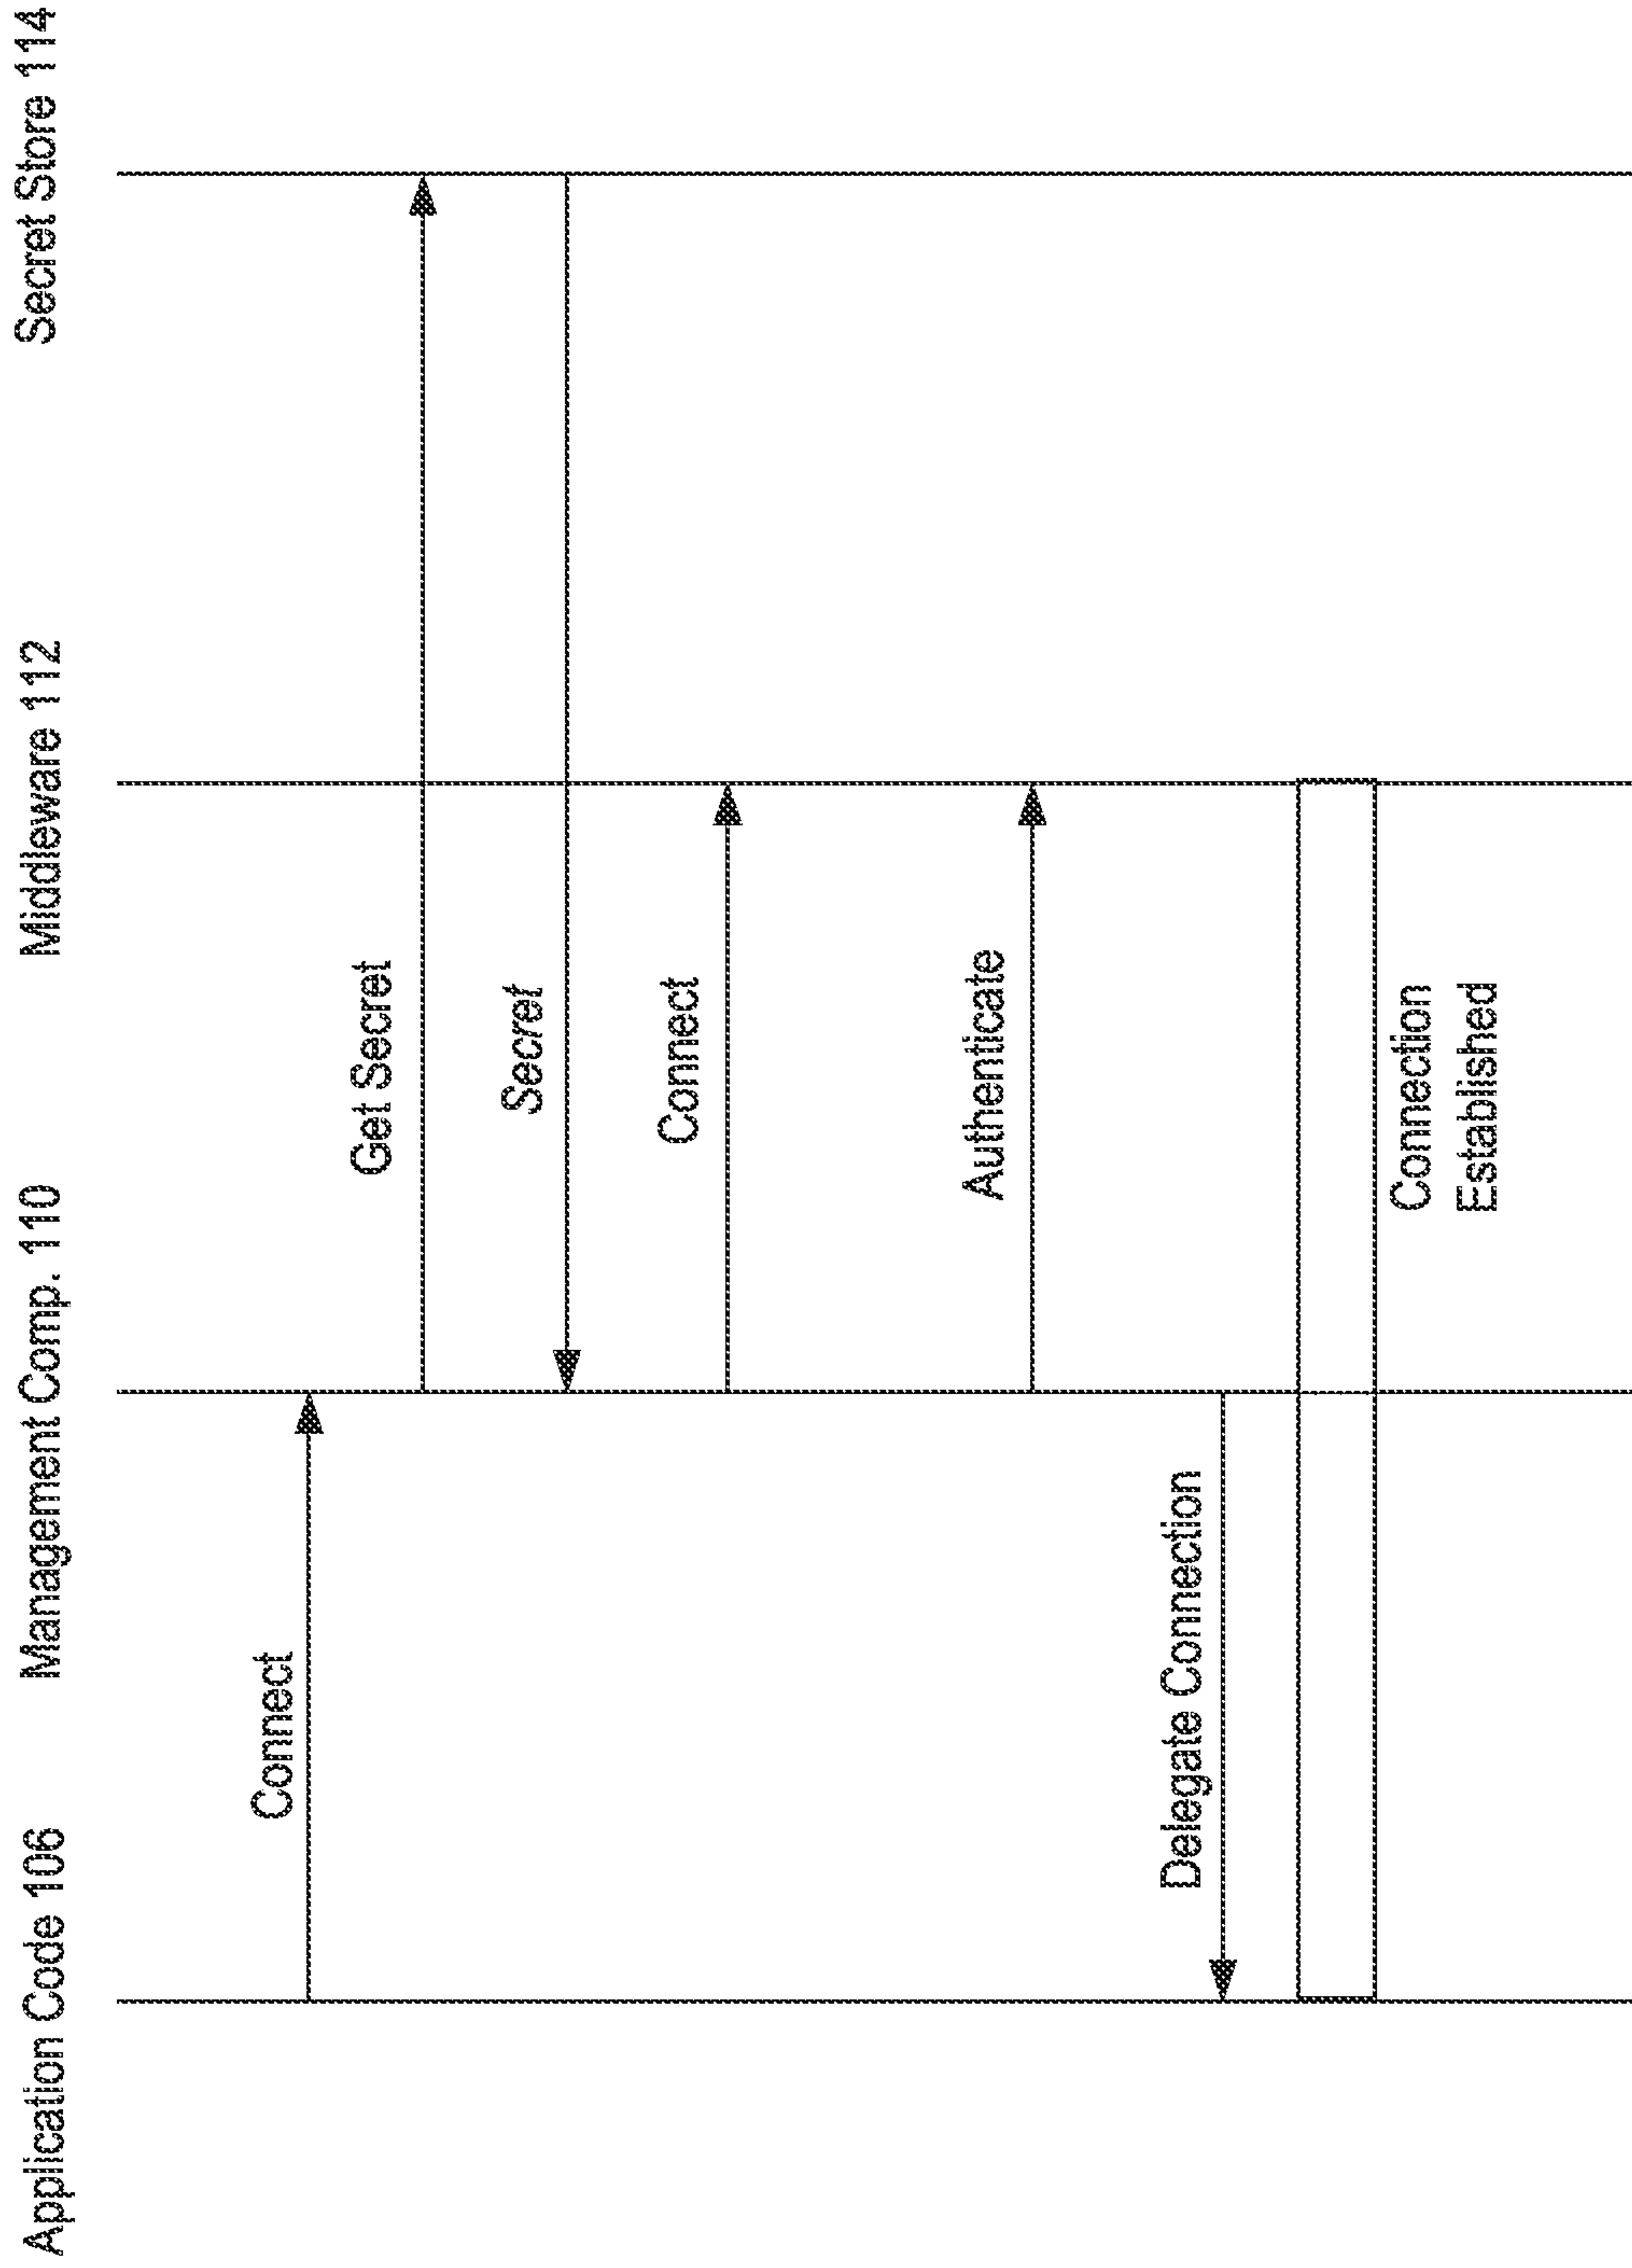 Application Code 106
Management Comp. 110
Middleware 112
Secret Store 114
Connect
Get Secret
Secret
Connect
Authenticate
Delegate Connection
Connection
Established